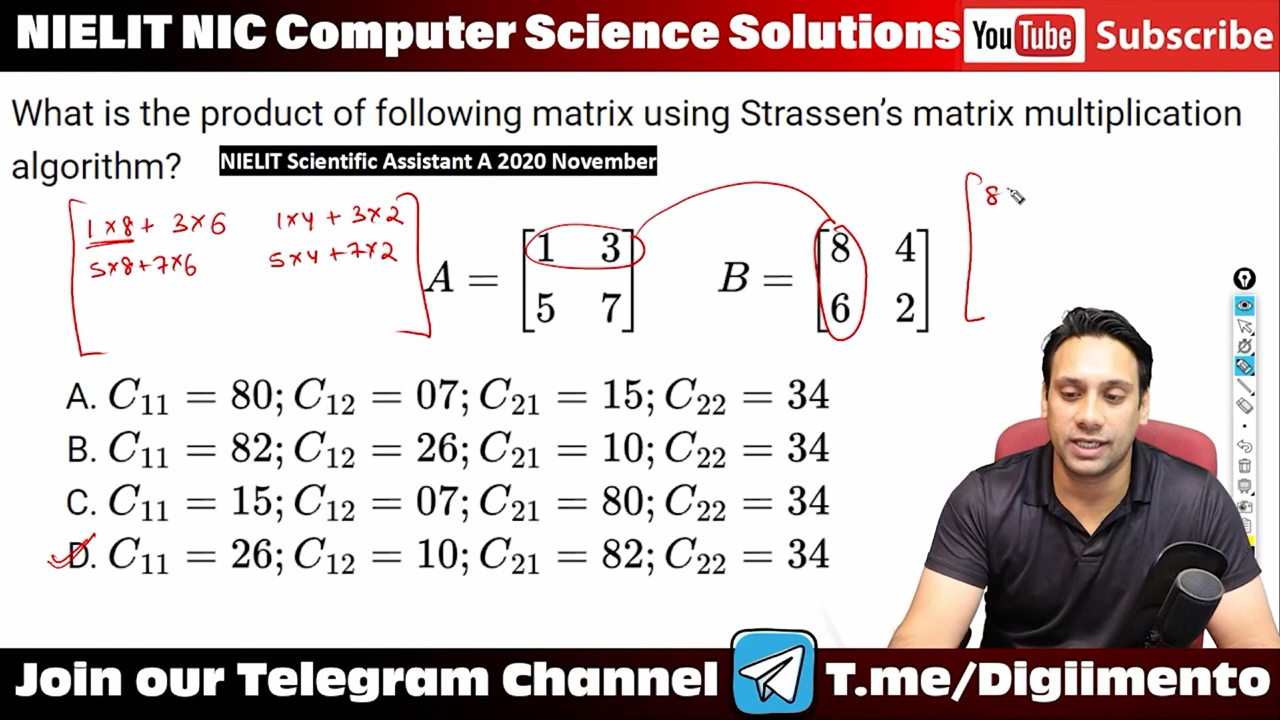 NIELIT NIC Computer Science Solutions YouTube Subscribe
What is the product of following matrix using Strassen’s matrix multiplication
algorithm? NIELIT Scientific Assistant A 2020 November
1×8 + 3×6 1×4 + 3×2
5×8+7×6 5×4+7×2
A = [1 3
5 7]
B = [8 4
6 2]
8
A. C₁₁ = 80; C₁₂ = 07; C₂₁ = 15; C₂₂ = 34
B. C₁₁ = 82; C₁₂ = 26; C₂₁ = 10; C₂₂ = 34
C. C₁₁ = 15; C₁₂ = 07; C₂₁ = 80; C₂₂ = 34
D. C₁₁ = 26; C₁₂ = 10; C₂₁ = 82; C₂₂ = 34
Join our Telegram Channel T.me/Digiimento